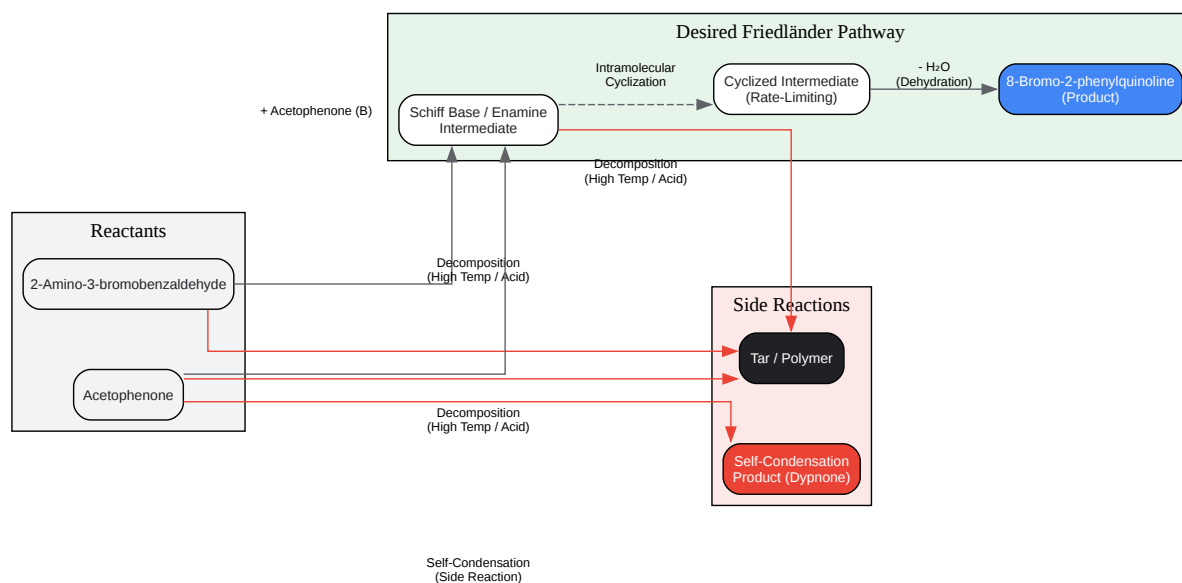 Desired Friedländer Pathway
Intramolecular
Cyclization
- H₂O
(Dehydration)
Cyclized Intermediate
(Rate-Limiting)
8-Bromo-2-phenylquinoline
(Product)
+ Acetophenone (B)
Schiff Base / Enamine
Intermediate
Decomposition
(High Temp / Acid)
Reactants
2-Amino-3-bromobenzaldehyde
Decomposition
(High Temp / Acid)
Side Reactions
Tar / Polymer
Acetophenone
Decomposition
(High Temp / Acid)
Self-Condensation
Product (Dypnone)
Self-Condensation
(Side Reaction)